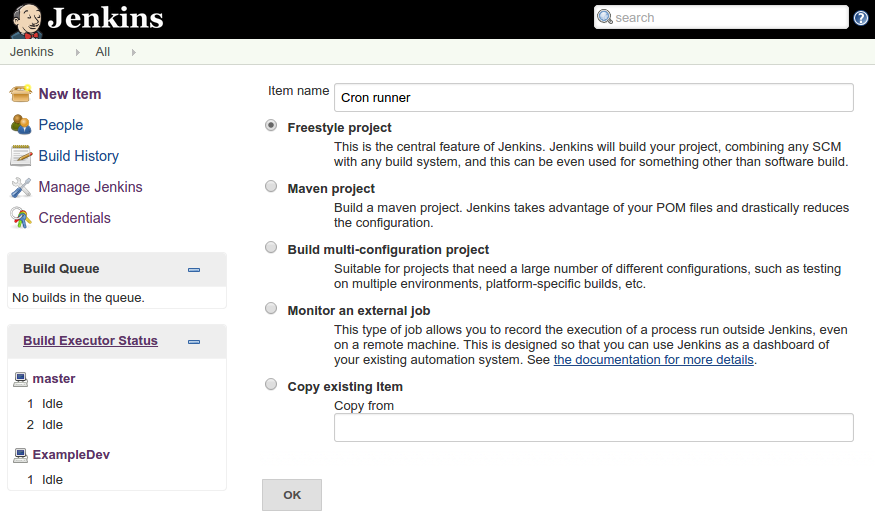 Jenkins
search
Jenkins All
New Item
People
Build History
Manage Jenkins
Credentials
Build Queue
No builds in the queue.
Build Executor Status
master
1 Idle
2 Idle
ExampleDev
1 Idle
Item name Cron runner
Freestyle project
This is the central feature of Jenkins. Jenkins will build your project, combining any SCM
with any build system, and this can be even used for something other than software build.
Maven project
Build a maven project. Jenkins takes advantage of your POM files and drastically reduces
the configuration.
Build multi-configuration project
Suitable for projects that need a large number of different configurations, such as testing
on multiple environments, platform-specific builds, etc.
Monitor an external job
This type of job allows you to record the execution of a process run outside Jenkins, even
on a remote machine. This is designed so that you can use Jenkins as a dashboard of
your existing automation system. See the documentation for more details.
Copy existing Item
Copy from
OK